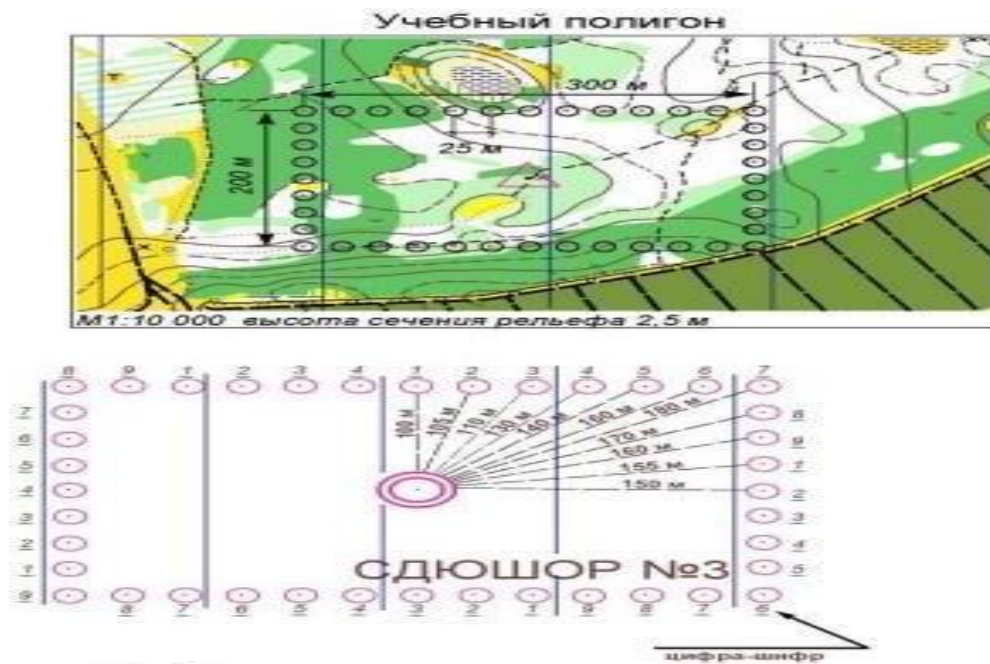 Учебный полигон
300 м
25 м
200 м
М1:10 000 высота сечения рельефа 2,5 м
8 9 1 2 3 4 1 2 3 4 5 6 7
100 м 105 м 110 м 130 м 140 м 160 м 180 м
7 8
6 170 м 9
5 160 м 1
155 м
4 150 м 2
3 3
2 4
1 СДЮШОР №3 5
9 8 7 6 5 4 3 2 1 9 8 7 6
цифра-шифр